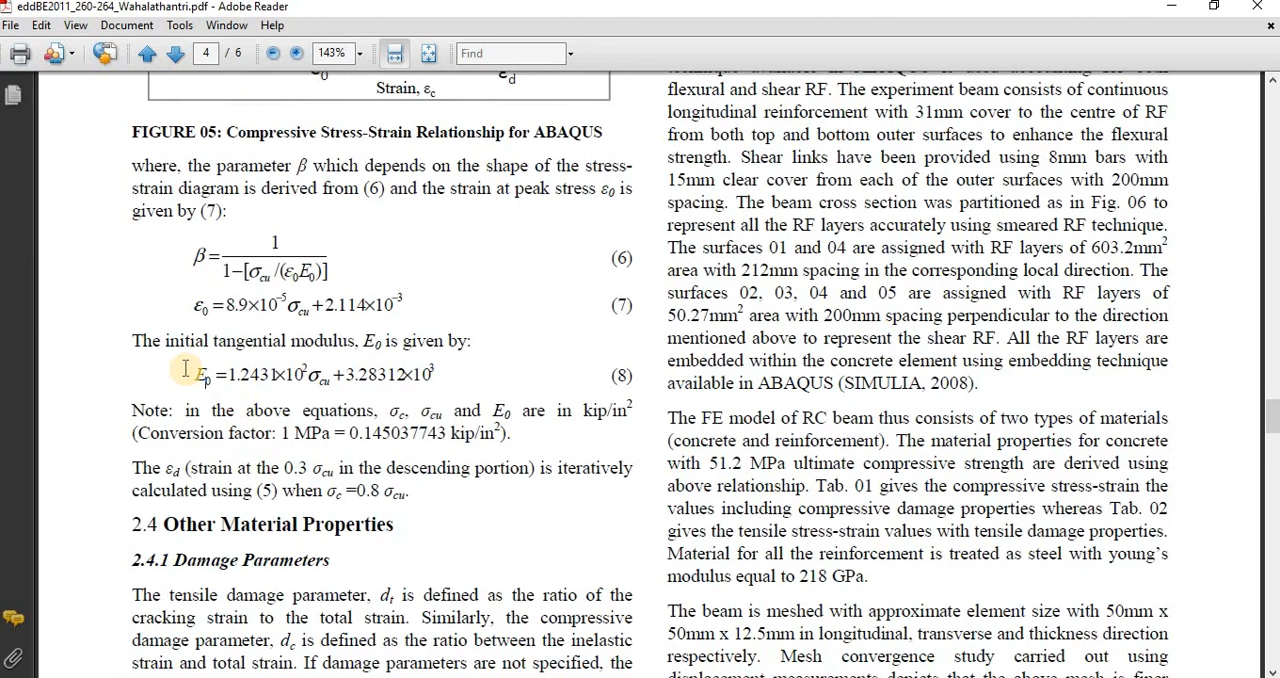 eddBE2011_260-264_Wahalathantri.pdf - Adobe Reader
File Edit View Document Tools Window Help
4 / 6 143% Find
ε0 εd
Strain, εc
FIGURE 05: Compressive Stress-Strain Relationship for ABAQUS
where, the parameter β which depends on the shape of the stress-
strain diagram is derived from (6) and the strain at peak stress ε0 is
given by (7):
β = 1 / 1−[σcu /(ε0E0)] (6)
ε0 = 8.9×10^-5 σcu + 2.114×10^-3 (7)
The initial tangential modulus, E0 is given by:
E0 = 1.2431×10^2 σcu + 3.28312×10^3 (8)
Note: in the above equations, σc, σcu and E0 are in kip/in2
(Conversion factor: 1 MPa = 0.145037743 kip/in2).
The εd (strain at the 0.3 σcu in the descending portion) is iteratively
calculated using (5) when σc =0.8 σcu.
2.4 Other Material Properties
2.4.1 Damage Parameters
The tensile damage parameter, dt is defined as the ratio of the
cracking strain to the total strain. Similarly, the compressive
damage parameter, dc is defined as the ratio between the inelastic
strain and total strain. If damage parameters are not specified, the
flexural and shear RF. The experiment beam consists of continuous
longitudinal reinforcement with 31mm cover to the centre of RF
from both top and bottom outer surfaces to enhance the flexural
strength. Shear links have been provided using 8mm bars with
15mm clear cover from each of the outer surfaces with 200mm
spacing. The beam cross section was partitioned as in Fig. 06 to
represent all the RF layers accurately using smeared RF technique.
The surfaces 01 and 04 are assigned with RF layers of 603.2mm2
area with 212mm spacing in the corresponding local direction. The
surfaces 02, 03, 04 and 05 are assigned with RF layers of
50.27mm2 area with 200mm spacing perpendicular to the direction
mentioned above to represent the shear RF. All the RF layers are
embedded within the concrete element using embedding technique
available in ABAQUS (SIMULIA, 2008).
The FE model of RC beam thus consists of two types of materials
(concrete and reinforcement). The material properties for concrete
with 51.2 MPa ultimate compressive strength are derived using
above relationship. Tab. 01 gives the compressive stress-strain the
values including compressive damage properties whereas Tab. 02
gives the tensile stress-strain values with tensile damage properties.
Material for all the reinforcement is treated as steel with young's
modulus equal to 218 GPa.
The beam is meshed with approximate element size with 50mm x
50mm x 12.5mm in longitudinal, transverse and thickness direction
respectively. Mesh convergence study carried out using